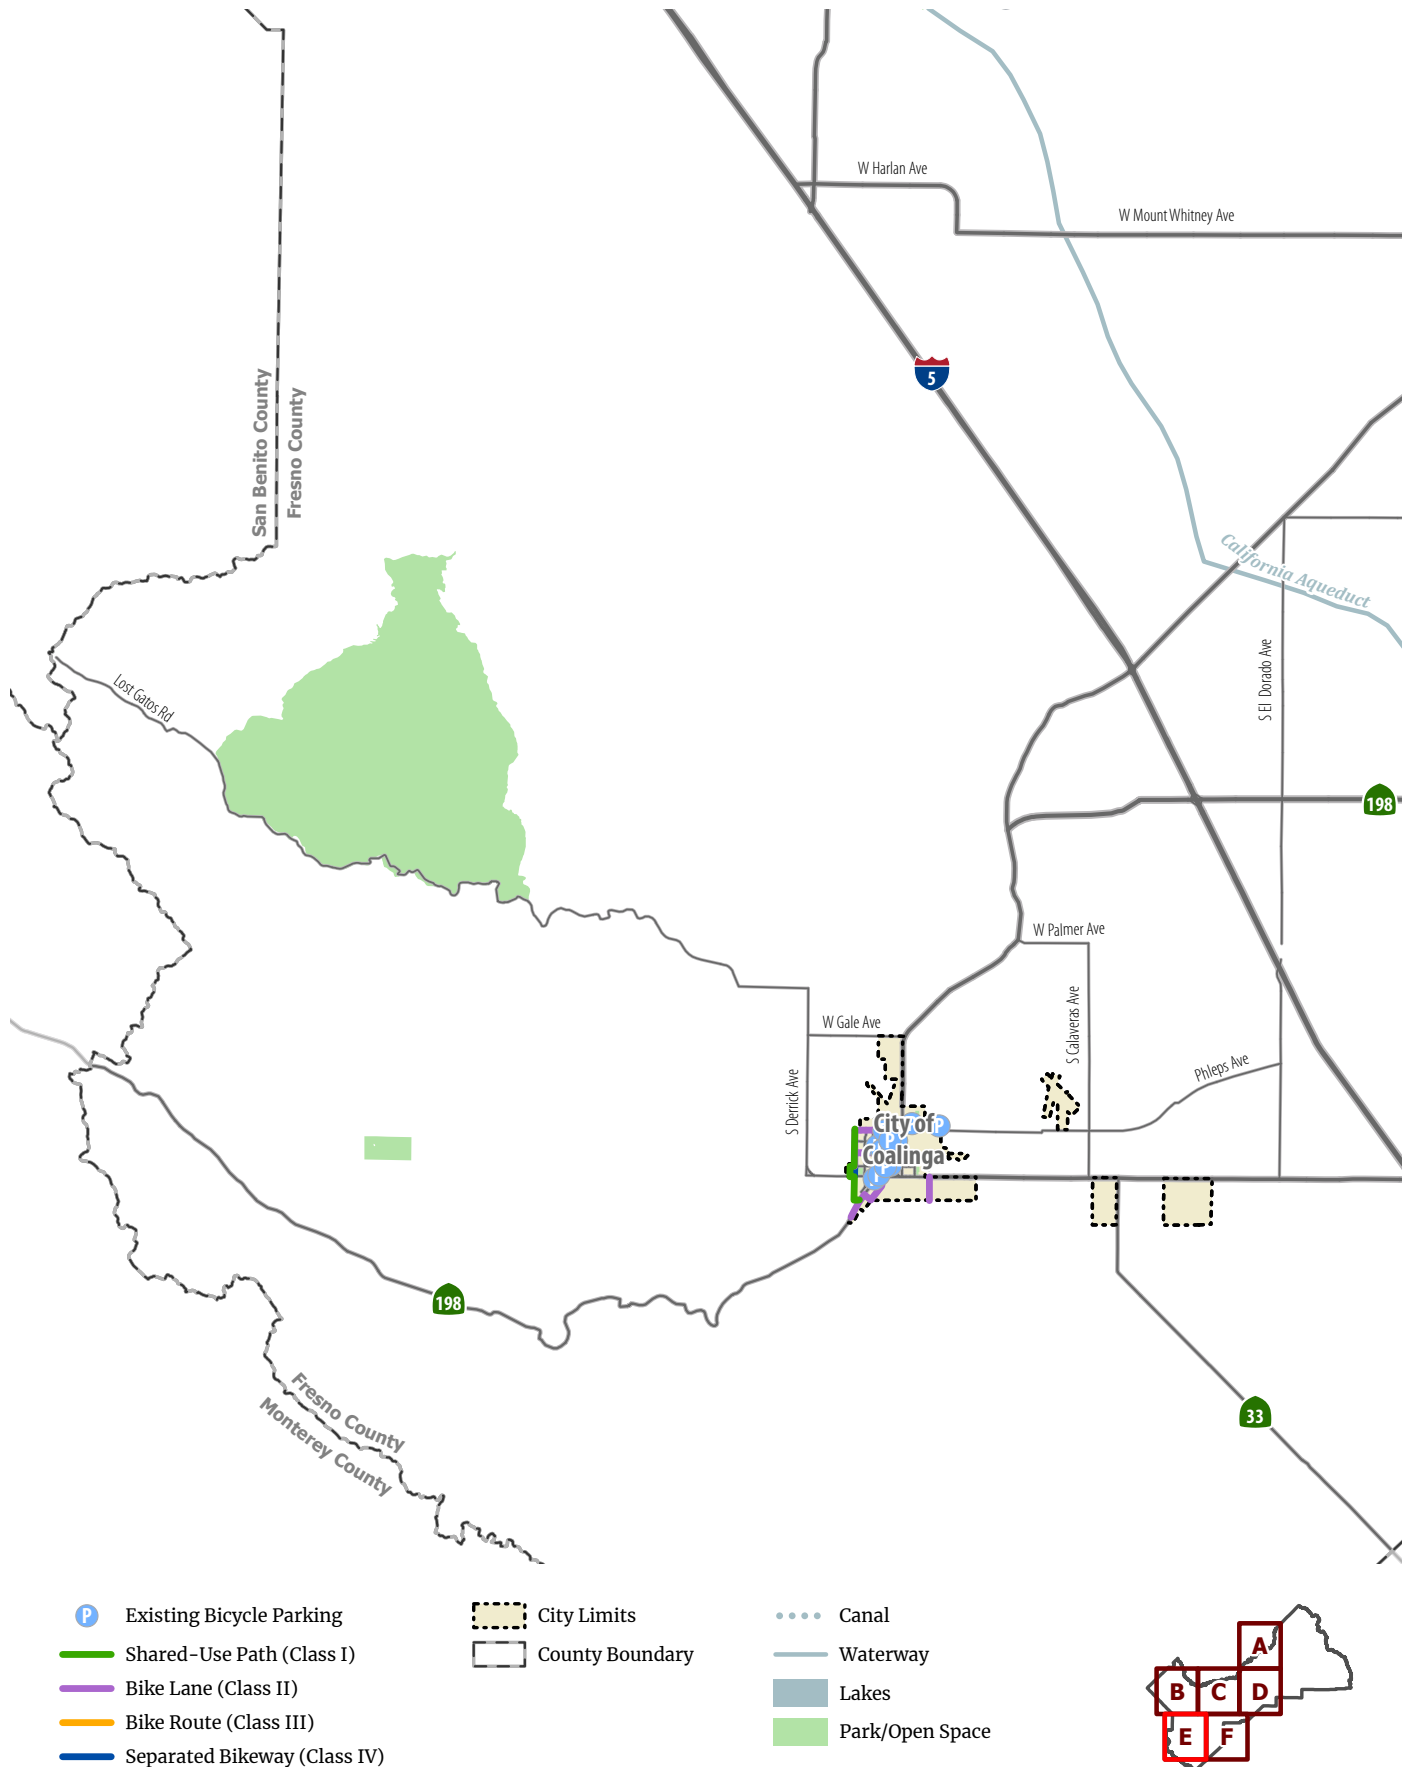 W Harlan Ave
W Mount Whitney Ave
5
San Benito County
Fresno County
California Aqueduct
S El Dorado Ave
Lost Gatos Rd
198
W Palmer Ave
S Calaveras Ave
W Gale Ave
Phleps Ave
S Derrick Ave
City of
Coalinga
P
P
198
Fresno County
Monterey County
33
P Existing Bicycle Parking
Shared-Use Path (Class I)
Bike Lane (Class II)
Bike Route (Class III)
Separated Bikeway (Class IV)
City Limits
County Boundary
Canal
Waterway
Lakes
Park/Open Space
A
B C D
E F